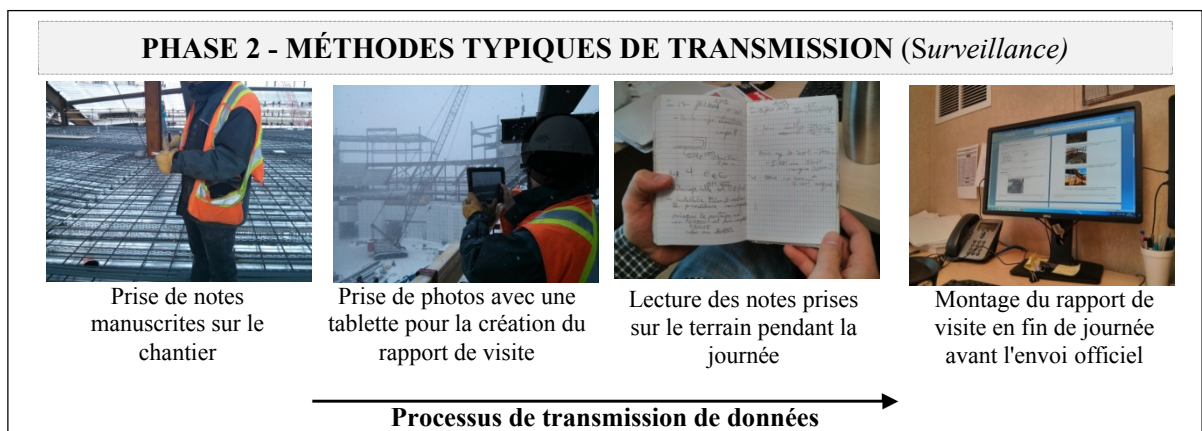 PHASE 2 - MÉTHODES TYPIQUES DE TRANSMISSION (Surveillance)
Prise de notes
manuscrites sur le
chantier
Prise de photos avec une
tablette pour la création du
rapport de visite
Lecture des notes prises
sur le terrain pendant la
journée
Montage du rapport de
visite en fin de journée
avant l'envoi officiel
Processus de transmission de données